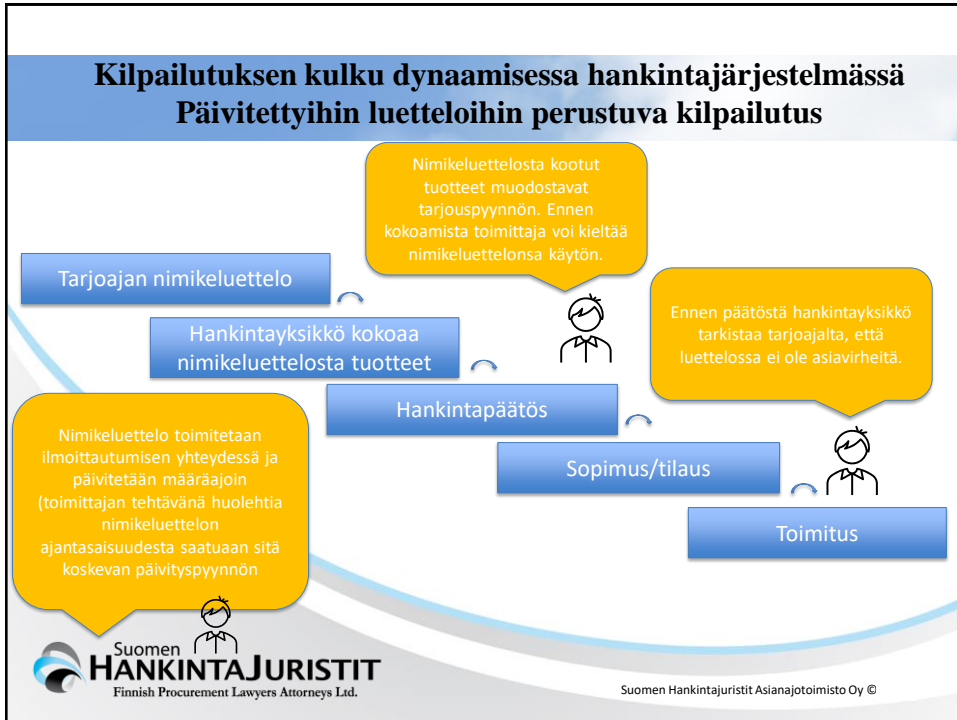 Kilpailutuksen kulku dynaamisessa hankintajärjestelmässä
Päivitettyihin luetteloihin perustuva kilpailutus
Nimikeluettelosta kootut
tuotteet muodostavat
tarjouspyynnön. Ennen
kokoamista toimittaja voi kieltää
nimikeluettelonsa käytön.
Tarjoajan nimikeluettelo
Ennen päätöstä hankintayksikkö
tarkistaa tarjoajalta, että
luettelossa ei ole asiavirheitä.
Hankintayksikkö kokoaa
nimikeluettelosta tuotteet
Hankintapäätös
Nimikeluettelo toimitetaan
ilmoittautumisen yhteydessä ja
päivitetään määräajoin
(toimittajan tehtävänä huolehtia
nimikeluettelon
ajantasaisuudesta saatuaan sitä
koskevan päivityspyynnön
Sopimus/tilaus
Toimitus
Suomen
HANKINTAJURISTIT
Finnish Procurement Lawyers Attorneys Ltd.
Suomen Hankintajuristit Asianajotoimisto Oy ©